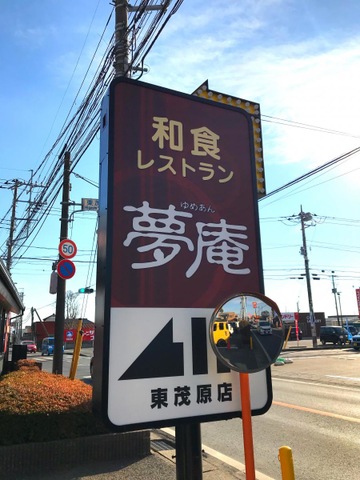 和食
レストラン
ゆめあん
夢庵
東茂原店
50